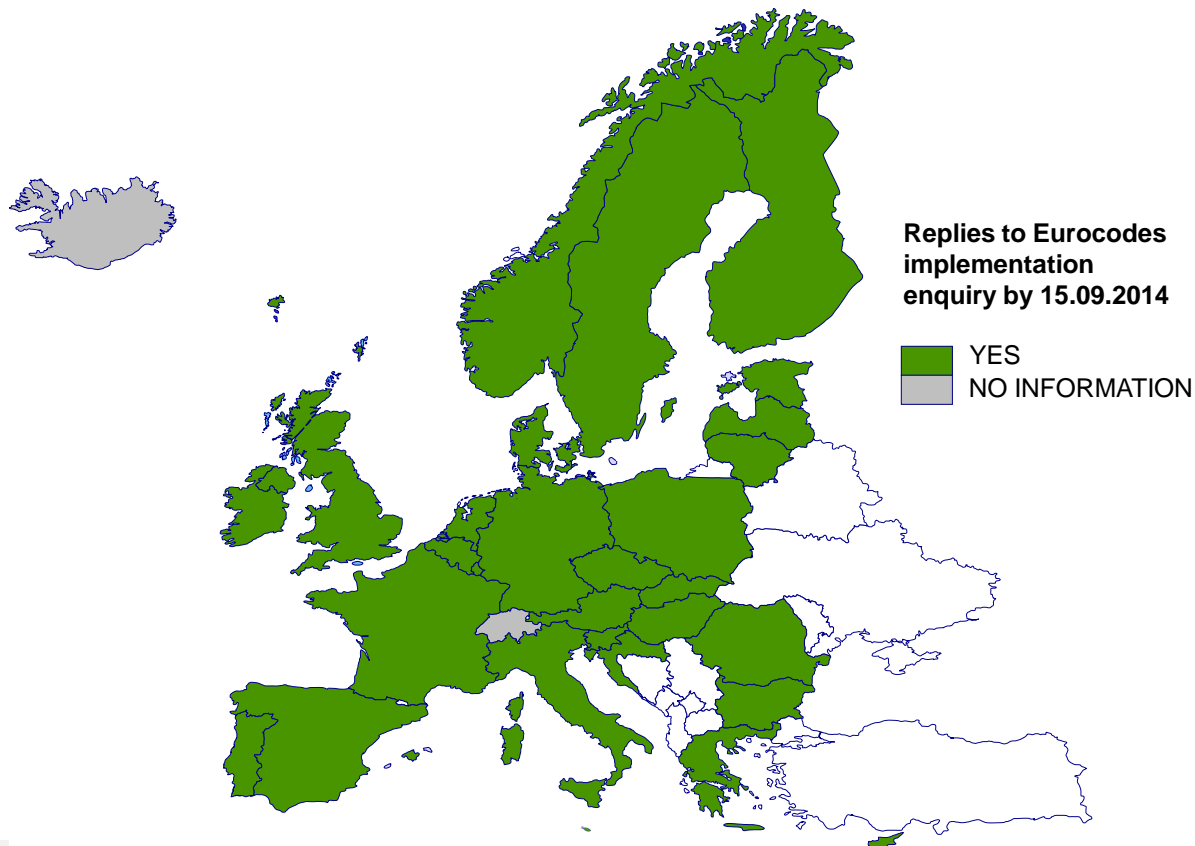 Replies to Eurocodes
implementation
enquiry by 15.09.2014
YES
NO INFORMATION